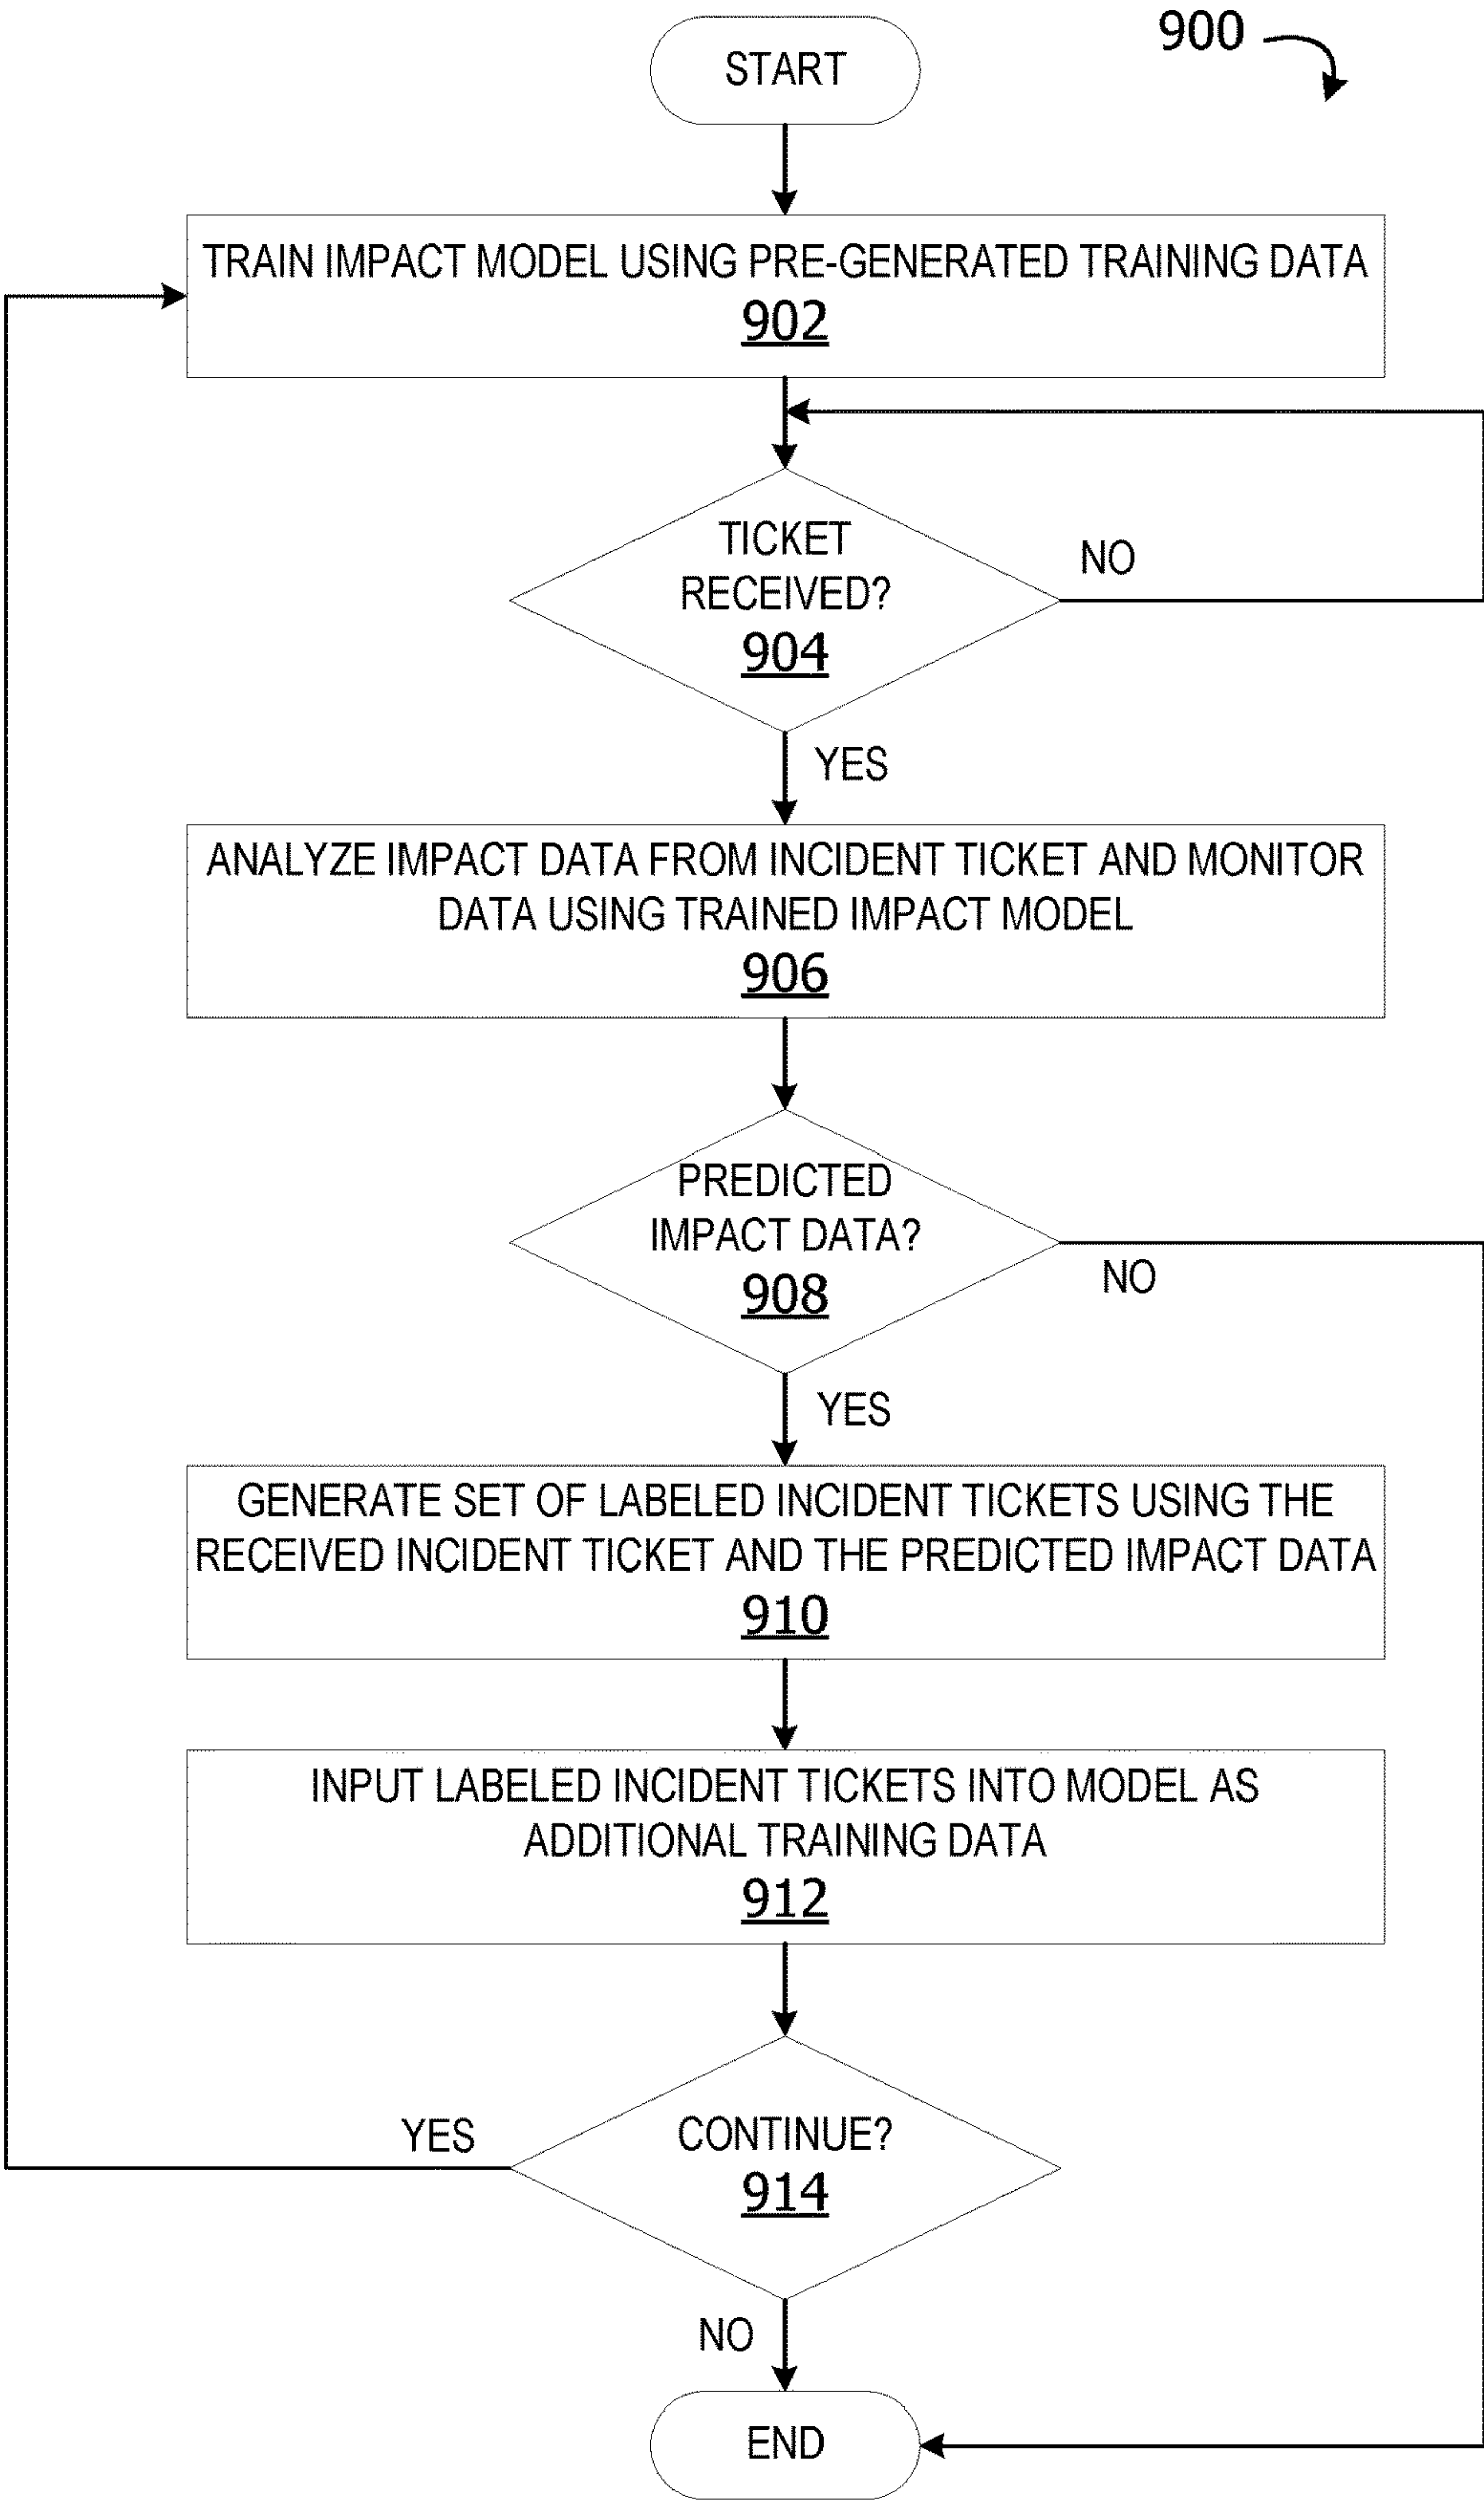 900
START
TRAIN IMPACT MODEL USING PRE-GENERATED TRAINING DATA
902
TICKET
RECEIVED?
904
NO
YES
ANALYZE IMPACT DATA FROM INCIDENT TICKET AND MONITOR
DATA USING TRAINED IMPACT MODEL
906
PREDICTED
IMPACT DATA?
908
NO
YES
GENERATE SET OF LABELED INCIDENT TICKETS USING THE
RECEIVED INCIDENT TICKET AND THE PREDICTED IMPACT DATA
910
INPUT LABELED INCIDENT TICKETS INTO MODEL AS
ADDITIONAL TRAINING DATA
912
YES
CONTINUE?
914
NO
END